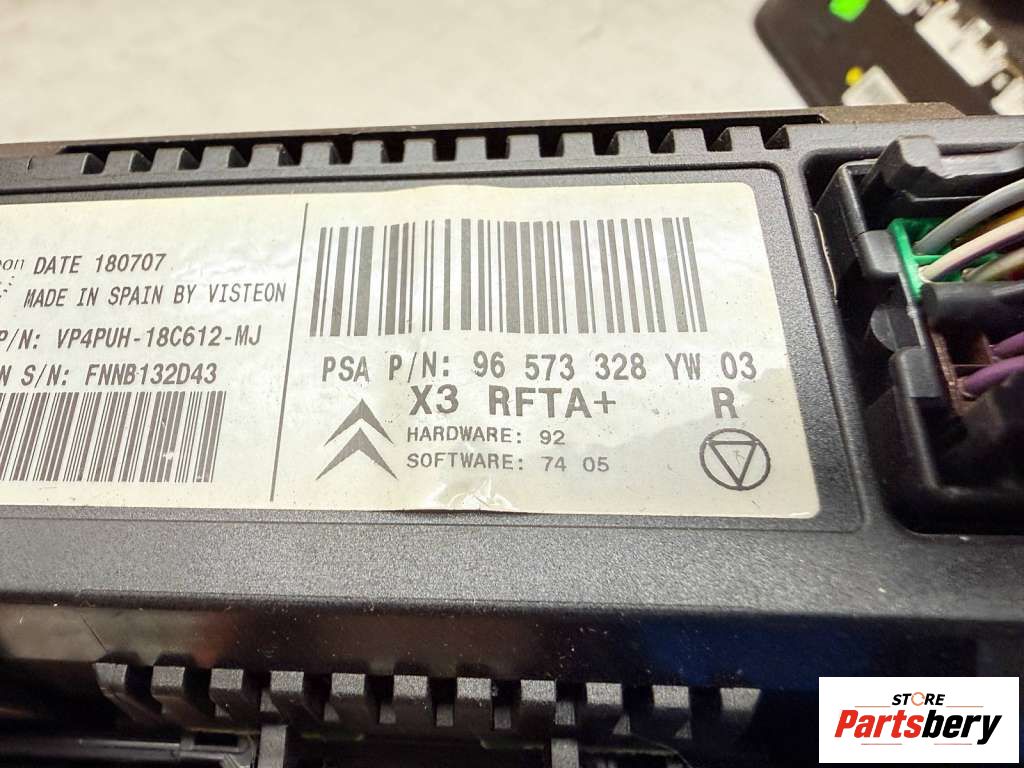 DATE 180707
MADE IN SPAIN BY VISTEON
P/N: VP4PUH-18C612-MJ
S/N: FNNB132D43
PSA P/N: 96 573 328 YW 03
X3 RFTA+ R
HARDWARE: 92
SOFTWARE: 74 05
STORE
Partsbery